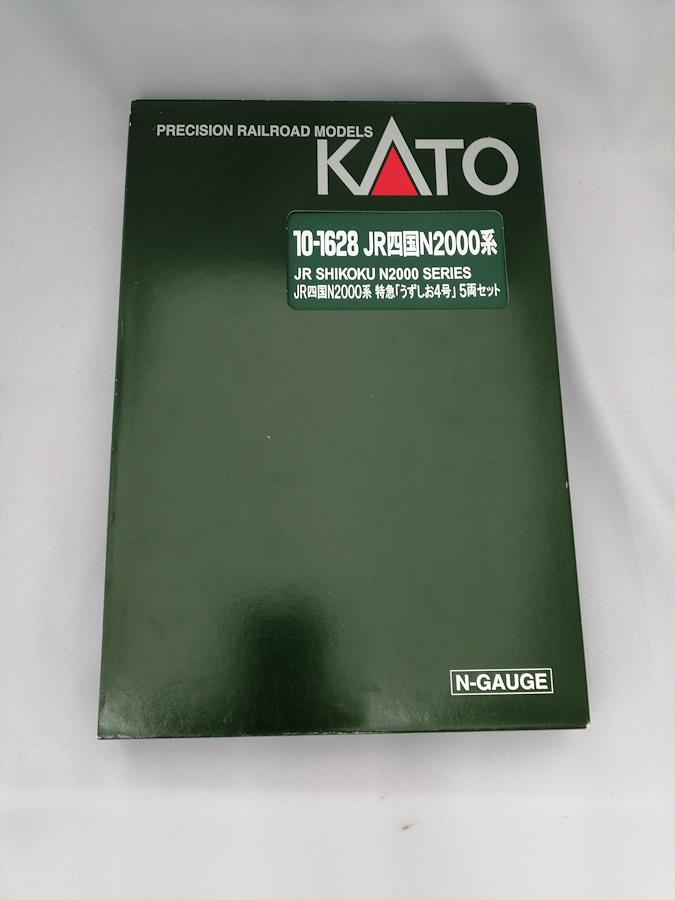 PRECISION RAILROAD MODELS
KATO
10-1628 JR四国N2000系
JR SHIKOKU N2000 SERIES
JR四国N2000系 特急「うずしお4号」 5両セット
N-GAUGE